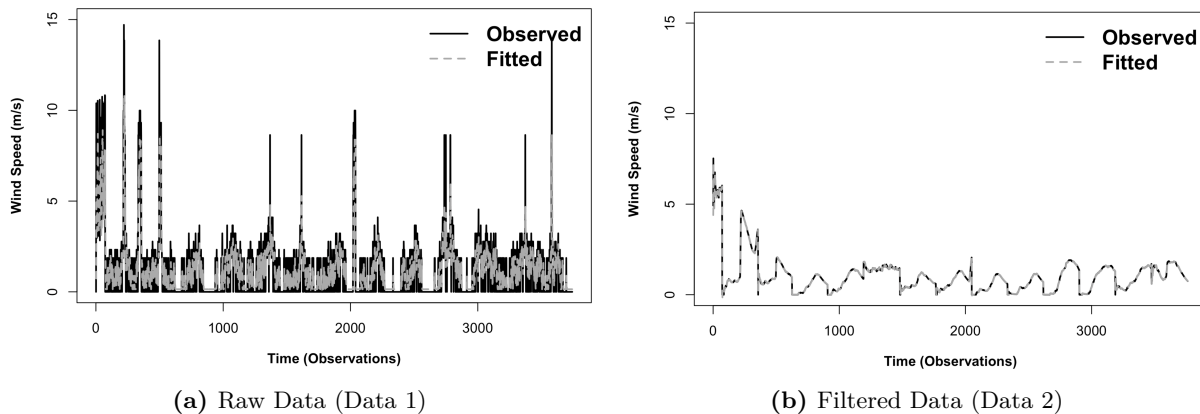 15
10
5
0
Wind Speed (m/s)
Observed
Fitted
0 1000 2000 3000
Time (Observations)
(a) Raw Data (Data 1)
15
10
5
0
Wind Speed (m/s)
Observed
Fitted
0 1000 2000 3000
Time (Observations)
(b) Filtered Data (Data 2)